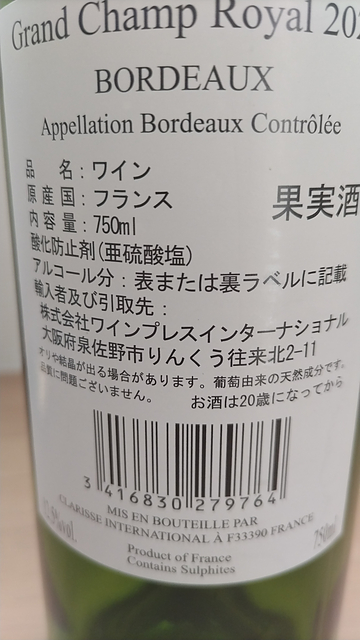 Grand Champ Royal
BORDEAUX
Appellation Bordeaux Contrôlée
品 名：ワイン
原 産 国：フランス
果実酒
内 容 量：750ml
酸化防止剤(亜硫酸塩)
アルコール分：表または裏ラベルに記載
輸入者及び引取先：
株式会社ワインプレスインターナショナル
大阪府泉佐野市りんくう往来北2-11
オリや結晶が出る場合があります。葡萄由来の天然成分です。
品質に問題ございません。 お酒は20歳になってから
3 416830 279764
MIS EN BOUTEILLE PAR
CLARISSE INTERNATIONAL À F33390 FRANCE
%vol.
750ml
Product of France
Contains Sulphites